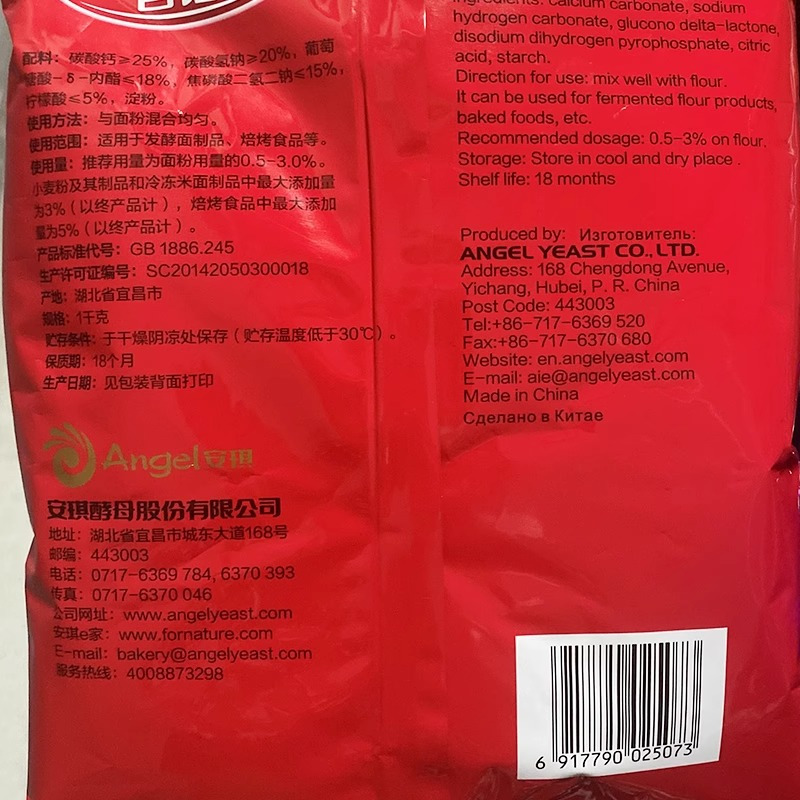 配料：碳酸钙≥25%，碳酸氢钠≥20%，葡萄
糖酸-δ-内酯≤18%，焦磷酸二氢二钠≤15%，
柠檬酸≤5%，淀粉。
使用方法：与面粉混合均匀。
使用范围：适用于发酵面制品、焙烤食品等。
使用量：推荐用量为面粉用量的0.5-3.0%。
小麦粉及其制品和冷冻米面制品中最大添加量
为3%（以终产品计），焙烤食品中最大添加
量为5%（以终产品计）。
产品标准代号：GB 1886.245
生产许可证编号：SC20142050300018
产地：湖北省宜昌市
规格：1千克
贮存条件：于干燥阴凉处保存（贮存温度低于30℃）。
保质期：18个月
生产日期：见包装背面打印
Angel安琪
安琪酵母股份有限公司
地址：湖北省宜昌市城东大道168号
邮编：443003
电话：0717-6369 784, 6370 393
传真：0717-6370 046
公司网址：www.angelyeast.com
安琪e家：www.fornature.com
E-mail：bakery@angelyeast.com
服务热线：4008873298
Ingredients: calcium carbonate, sodium
hydrogen carbonate, glucono delta-lactone,
disodium dihydrogen pyrophosphate, citric
acid, starch.
Direction for use: mix well with flour.
It can be used for fermented flour products,
baked foods, etc.
Recommended dosage: 0.5-3% on flour.
Storage: Store in cool and dry place .
Shelf life: 18 months
Produced by: Изготовитель:
ANGEL YEAST CO., LTD.
Address: 168 Chengdong Avenue,
Yichang, Hubei, P. R. China
Post Code: 443003
Tel:+86-717-6369 520
Fax:+86-717-6370 680
Website: en.angelyeast.com
E-mail: aie@angelyeast.com
Made in China
Сделано в Китае
6 917790 025073